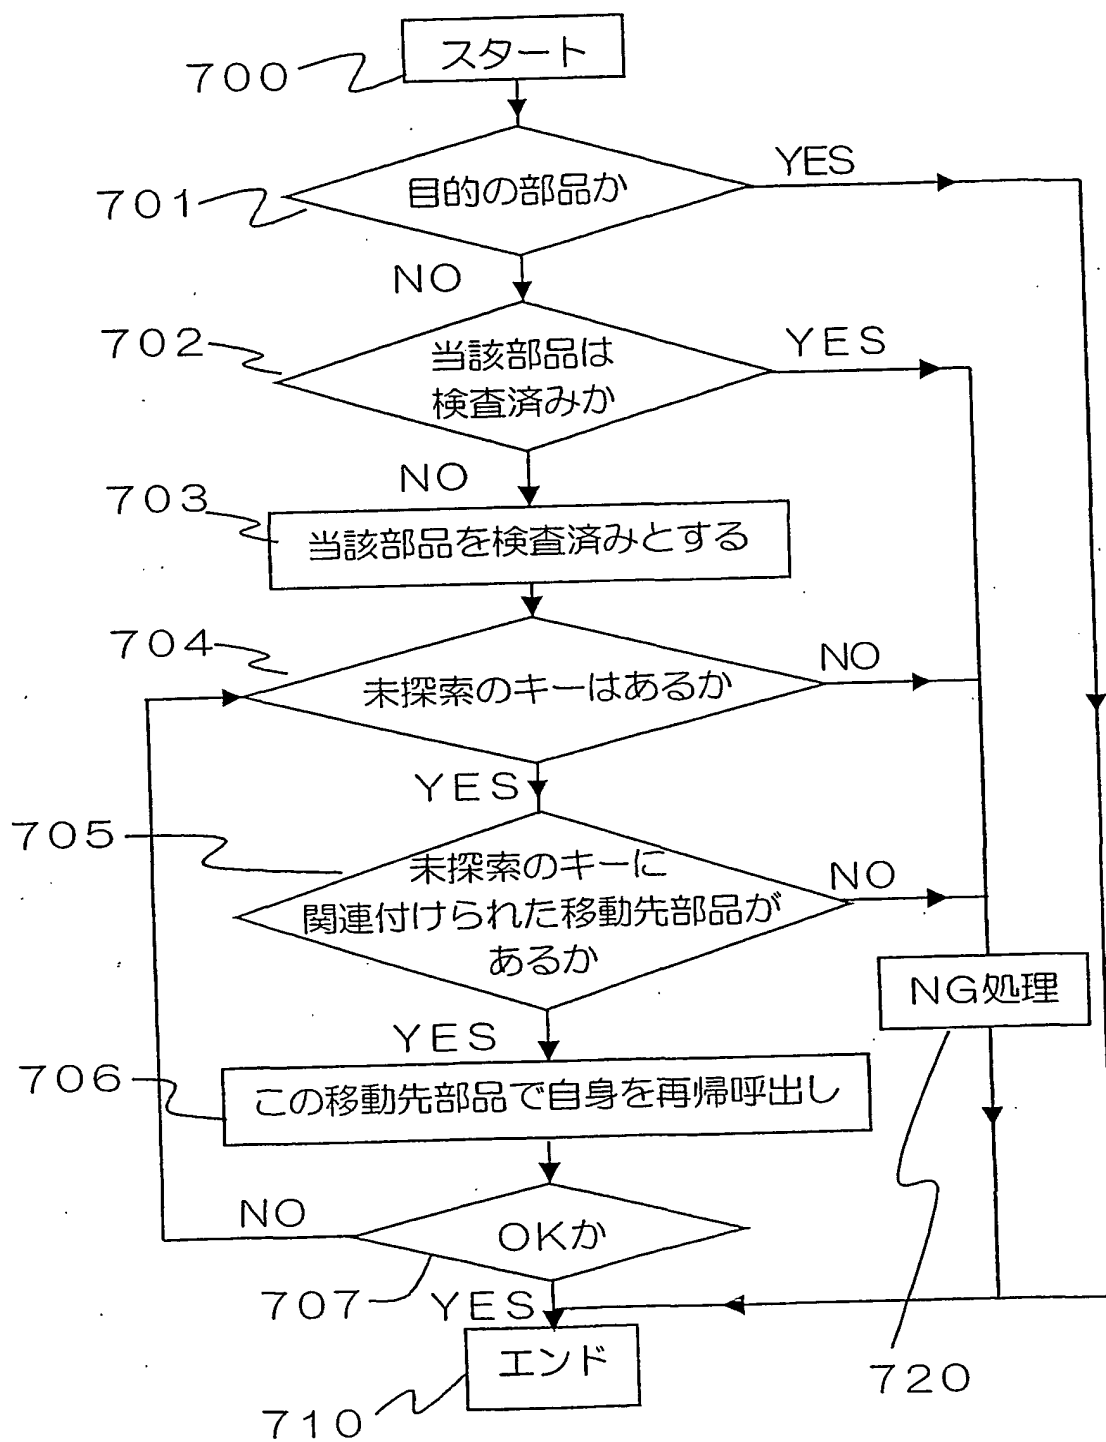 スタート
700
目的の部品か
YES
701
NO
702
当該部品は
検査済みか
YES
NO
703
当該部品を検査済みとする
704
未探索のキーはあるか
NO
YES
705
未探索のキーに
関連付けられた移動先部品が
あるか
NO
NG処理
YES
706
この移動先部品で自身を再帰呼出し
NO
OKか
707
YES
エンド
720
710